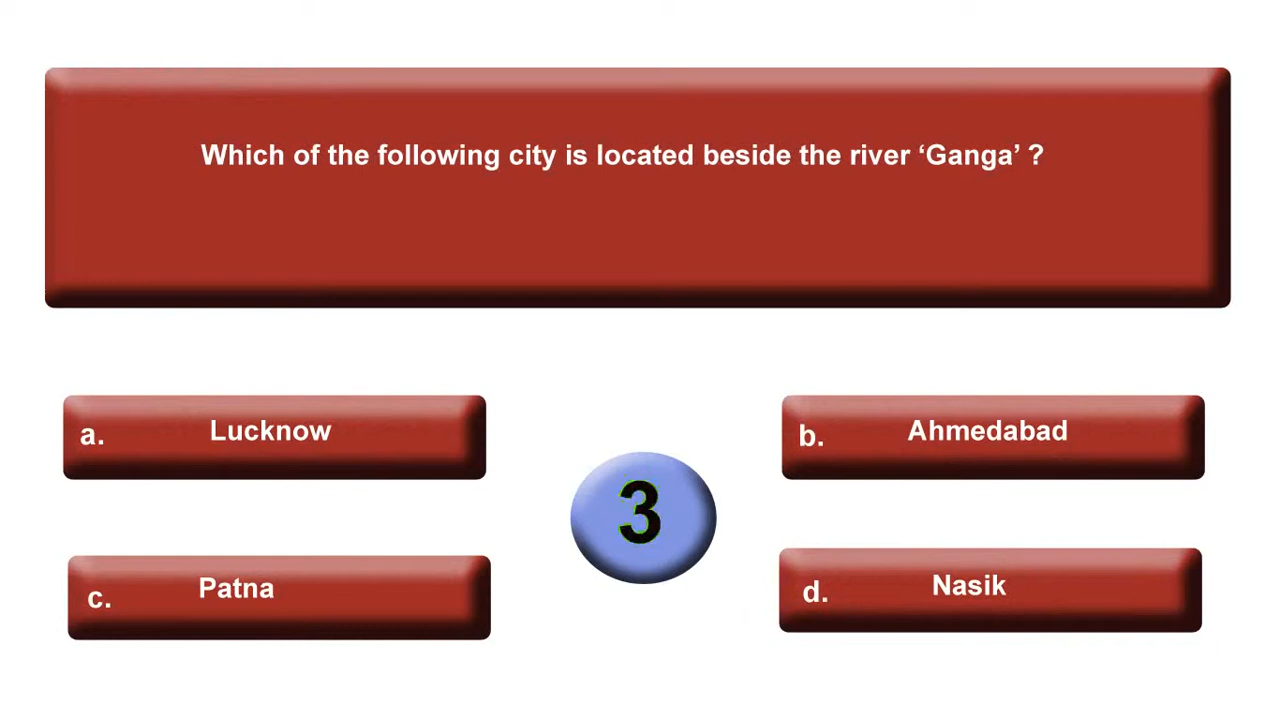 Which of the following city is located beside the river ‘Ganga’ ?
a. Lucknow
b. Ahmedabad
3
c. Patna
d. Nasik